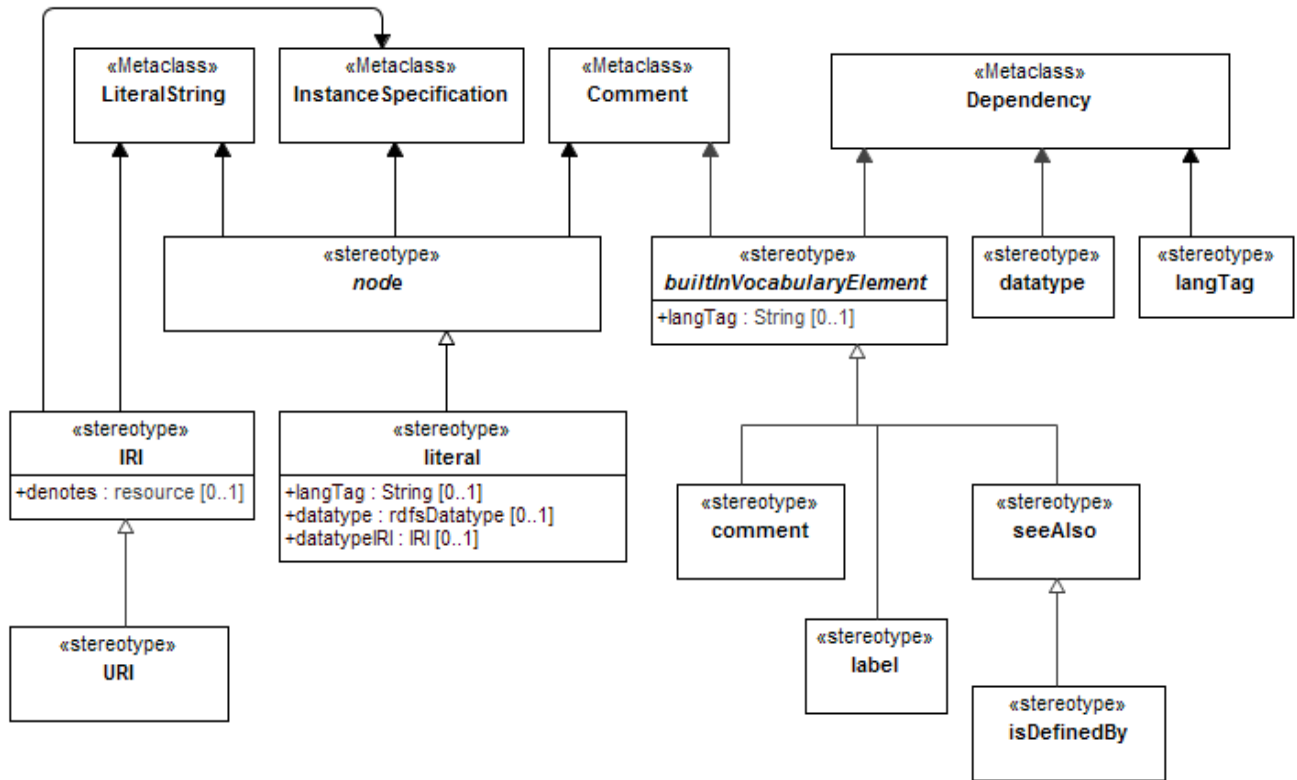 «Metaclass»
LiteralString
«Metaclass»
InstanceSpecification
«Metaclass»
Comment
«Metaclass»
Dependency
«stereotype»
node
«stereotype»
builtInVocabularyElement
+langTag : String [0..1]
«stereotype»
datatype
«stereotype»
langTag
«stereotype»
IRI
+denotes : resource [0..1]
«stereotype»
literal
+langTag : String [0..1]
+datatype : rdfsDatatype [0..1]
+datatypeIRI : IRI [0..1]
«stereotype»
comment
«stereotype»
seeAlso
«stereotype»
URI
«stereotype»
label
«stereotype»
isDefinedBy